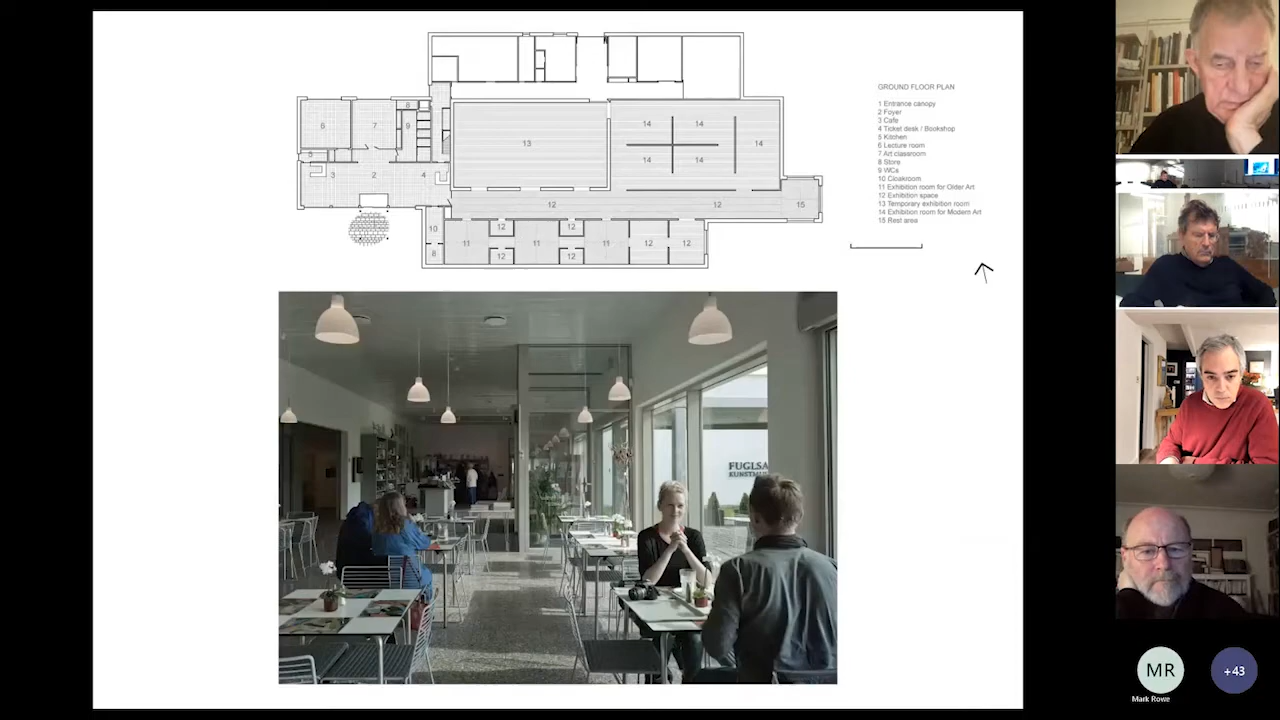 GROUND FLOOR PLAN
1 Entrance canopy
2 Foyer
3 Cafe
4 Ticket desk / Bookshop
5 Kitchen
6 Lecture room
7 Art classroom
8 Store
9 WCs
10 Cloakroom
11 Exhibition room for Older Art
12 Exhibition space
13 Temporary exhibition room
14 Exhibition room for Modern Art
15 Rest area
8
14 14
6 7 9
13 14
14 14
5
3 2 4
12 12 15
10 12 12
11 11 11 12 12
8 12 12
FUGLSA
KUNSTMU
MR
+43
Mark Rowe